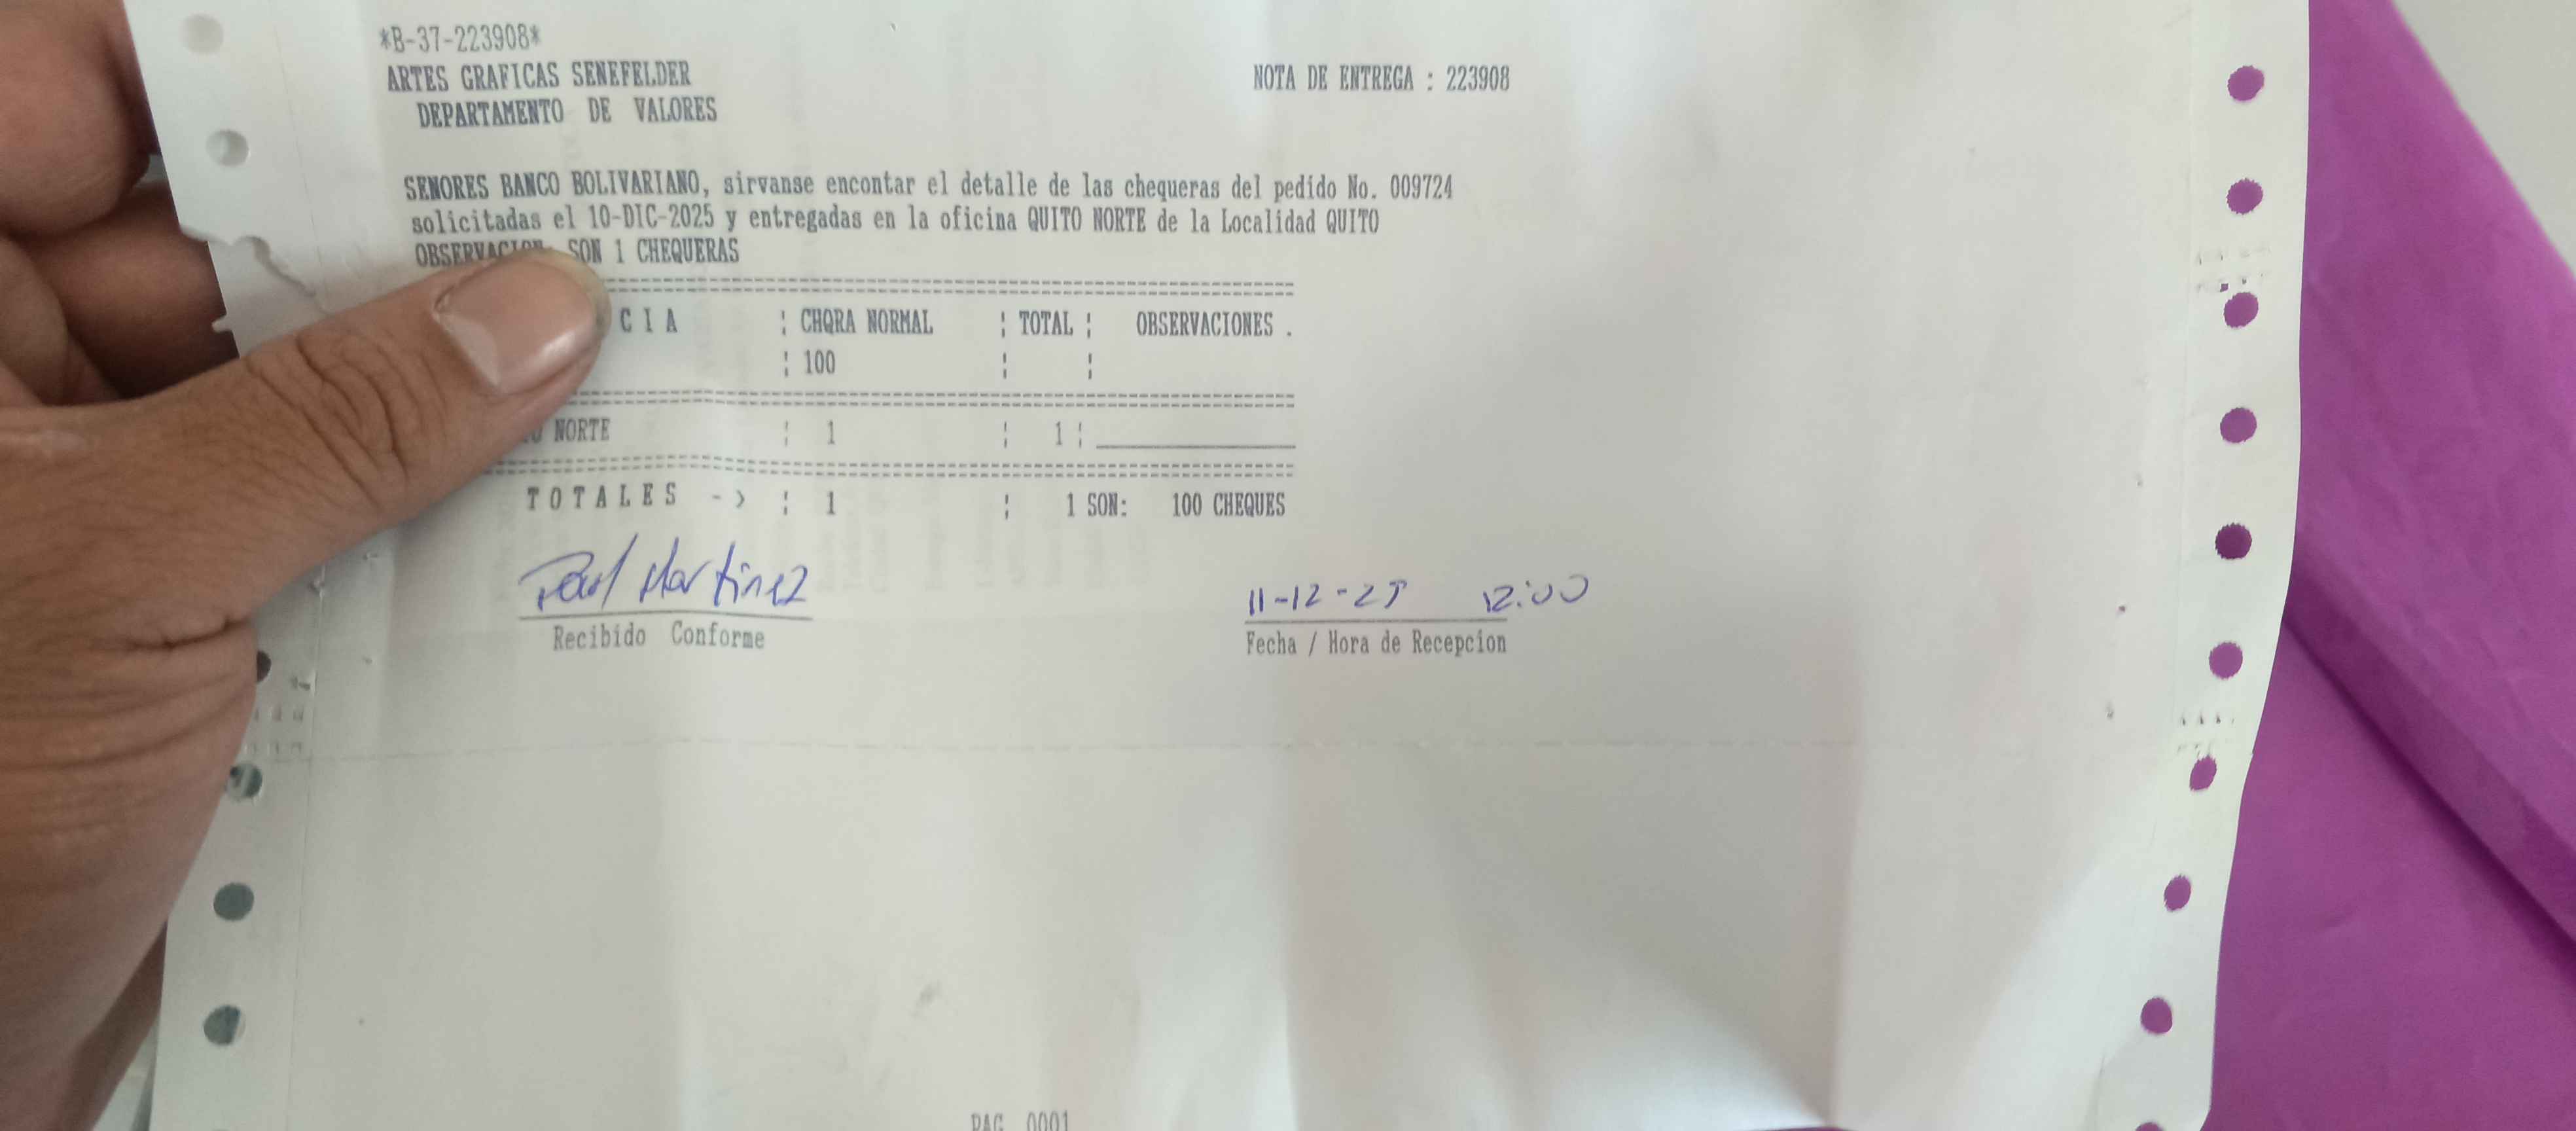 *B-37-223908*
ARTES GRAFICAS SENEFELDER
NOTA DE ENTREGA : 223908
DEPARTAMENTO DE VALORES
SENORES BANCO BOLIVARIANO, sirvanse encontar el detalle de las chequeras del pedido No. 009724
solicitadas el 10-DIC-2025 y entregadas en la oficina QUITO NORTE de la Localidad QUITO
OBSERVACION SON 1 CHEQUERAS
C I A ¦ CHQRA NORMAL ¦ TOTAL ¦ OBSERVACIONES .
¦ 100 ¦ ¦
NORTE ¦ 1 ¦ 1 ¦
T O T A L E S - > ¦ 1 ¦ 1 SON: 100 CHEQUES
Paul Martinez
11-12-25 12:00
Recibido Conforme
Fecha / Hora de Recepcion
PAG 0001